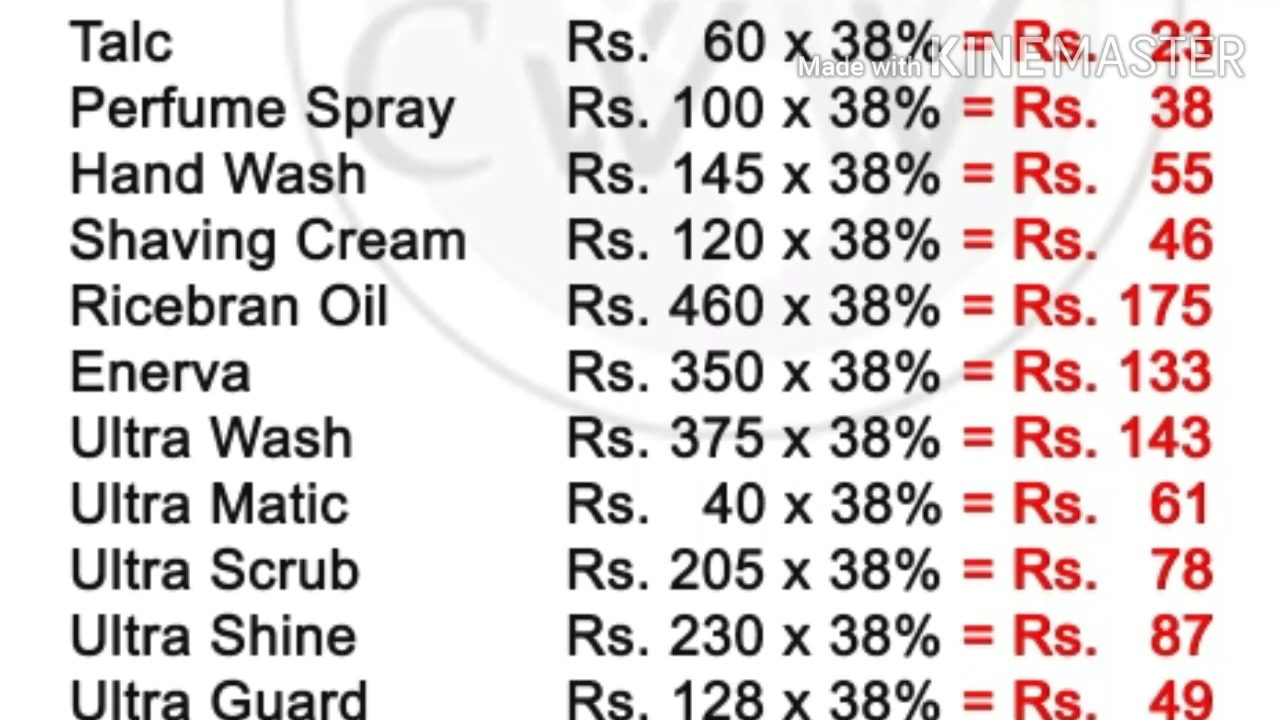 Talc Rs. 60 x 38% = Rs. 23
Made with KINEMASTER
Perfume Spray Rs. 100 x 38% = Rs. 38
Hand Wash Rs. 145 x 38% = Rs. 55
Shaving Cream Rs. 120 x 38% = Rs. 46
Ricebran Oil Rs. 460 x 38% = Rs. 175
Enerva Rs. 350 x 38% = Rs. 133
Ultra Wash Rs. 375 x 38% = Rs. 143
Ultra Matic Rs. 40 x 38% = Rs. 61
Ultra Scrub Rs. 205 x 38% = Rs. 78
Ultra Shine Rs. 230 x 38% = Rs. 87
Ultra Guard Rs. 128 x 38% = Rs. 49